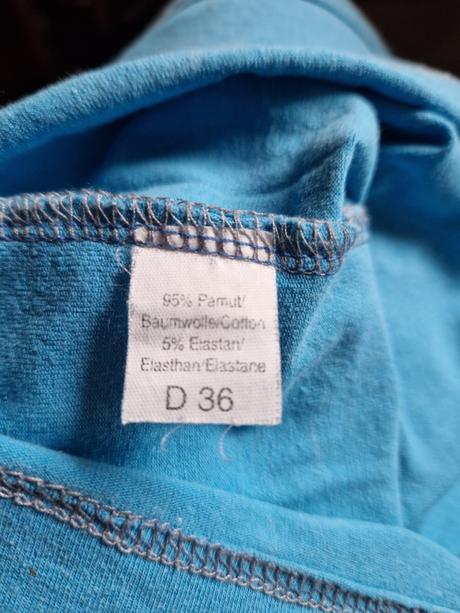 95% Pamut/
Baumwolle/Cotton
5% Elastan/
Elasthan/Elastane
D 36